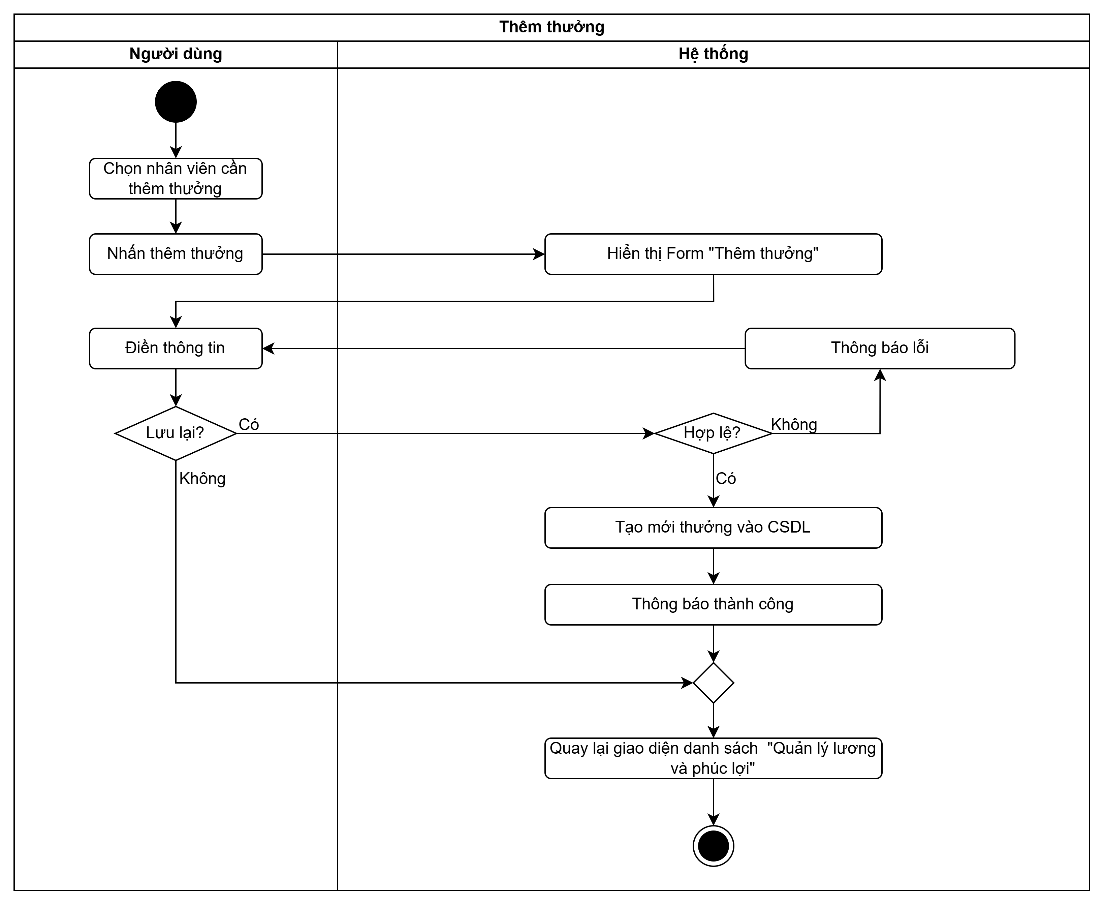 Thêm thưởng
Người dùng
Hệ thống
Chọn nhân viên cần
thêm thưởng
Nhấn thêm thưởng
Hiển thị Form "Thêm thưởng"
Điền thông tin
Thông báo lỗi
Lưu lại?
Có
Hợp lệ?
Không
Không
Có
Tạo mới thưởng vào CSDL
Thông báo thành công
Quay lại giao diện danh sách "Quản lý lương
và phúc lợi"